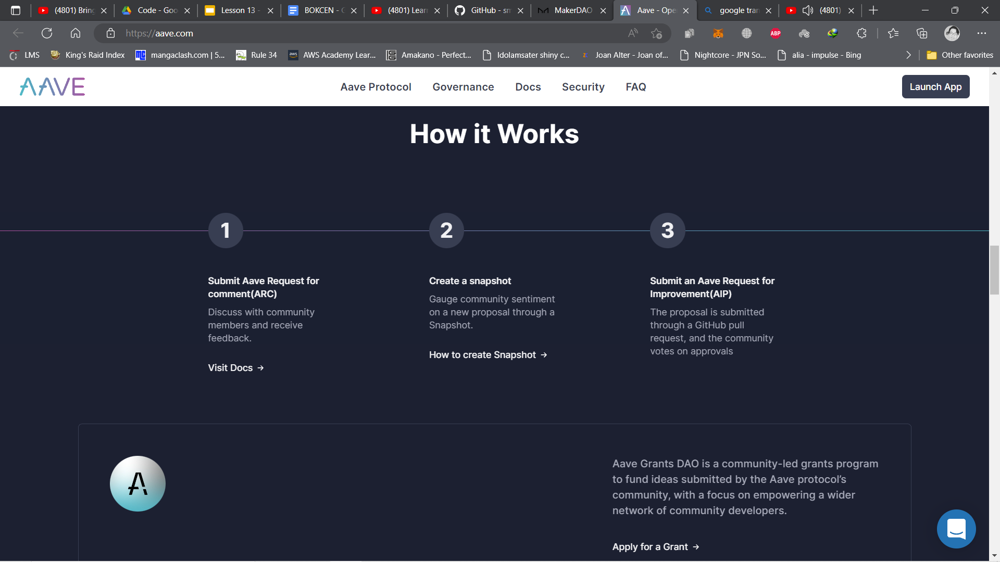 (4801) Bring
Code - Goo
Lesson 13 -
BOKCEN - G
(4801) Lear
GitHub - sm
MakerDAO
Aave - Ope
google tran
(4801)
https://aave.com
ABP
LMS
King's Raid Index
mangaclash.com | 5...
Rule 34
AWS Academy Lear...
Amakano - Perfect...
Idolamsater shiny c...
Joan Alter - Joan of...
Nightcore - JPN So...
alia - impulse - Bing
Other favorites
AAVE
Aave Protocol
Governance
Docs
Security
FAQ
Launch App
How it Works
1
Submit Aave Request for
comment(ARC)
Discuss with community
members and receive
feedback.
Visit Docs →
2
Create a snapshot
Gauge community sentiment
on a new proposal through a
Snapshot.
How to create Snapshot →
3
Submit an Aave Request for
Improvement(AIP)
The proposal is submitted
through a GitHub pull
request, and the community
votes on approvals
Aave Grants DAO is a community-led grants program
to fund ideas submitted by the Aave protocol’s
community, with a focus on empowering a wider
network of community developers.
Apply for a Grant →